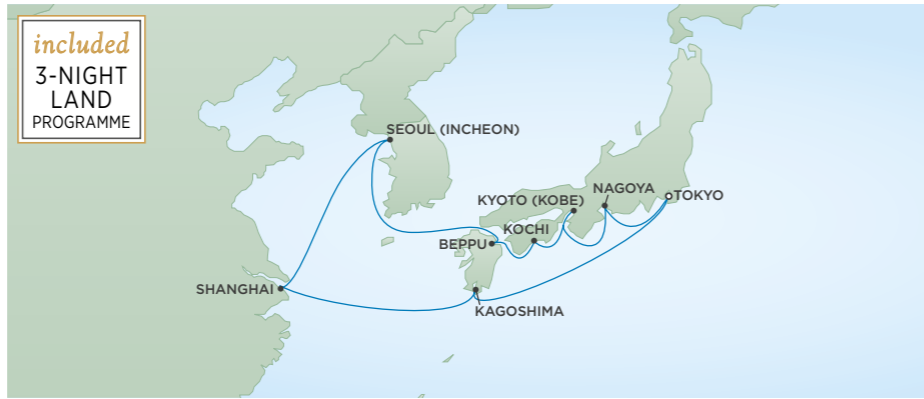 included
3-NIGHT
LAND
PROGRAMME
SEOUL (INCHEON)
NAGOYA
TOKYO
KYOTO (KOBE)
KOCHI
BEPPU
SHANGHAI
KAGOSHIMA